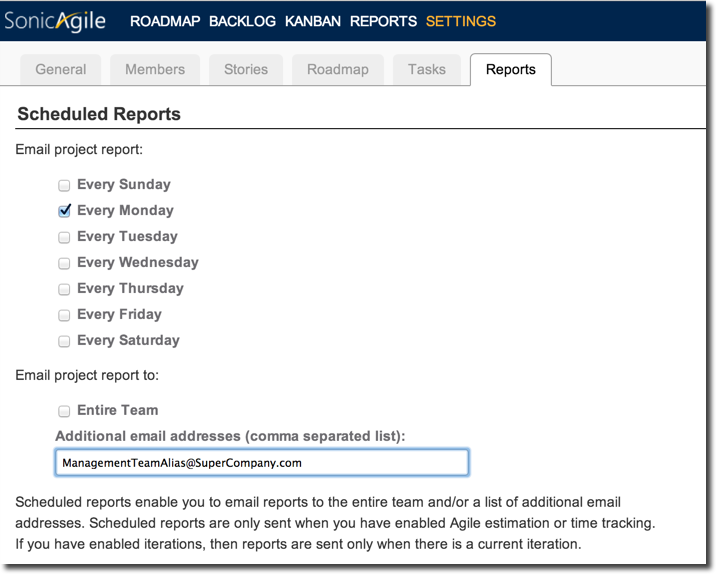 SonicAgile ROADMAP BACKLOG KANBAN REPORTS SETTINGS
General Members Stories Roadmap Tasks Reports
Scheduled Reports
Email project report:
Every Sunday
Every Monday
Every Tuesday
Every Wednesday
Every Thursday
Every Friday
Every Saturday
Email project report to:
Entire Team
Additional email addresses (comma separated list):
ManagementTeamAlias@SuperCompany.com
Scheduled reports enable you to email reports to the entire team and/or a list of additional email
addresses. Scheduled reports are only sent when you have enabled Agile estimation or time tracking.
If you have enabled iterations, then reports are sent only when there is a current iteration.